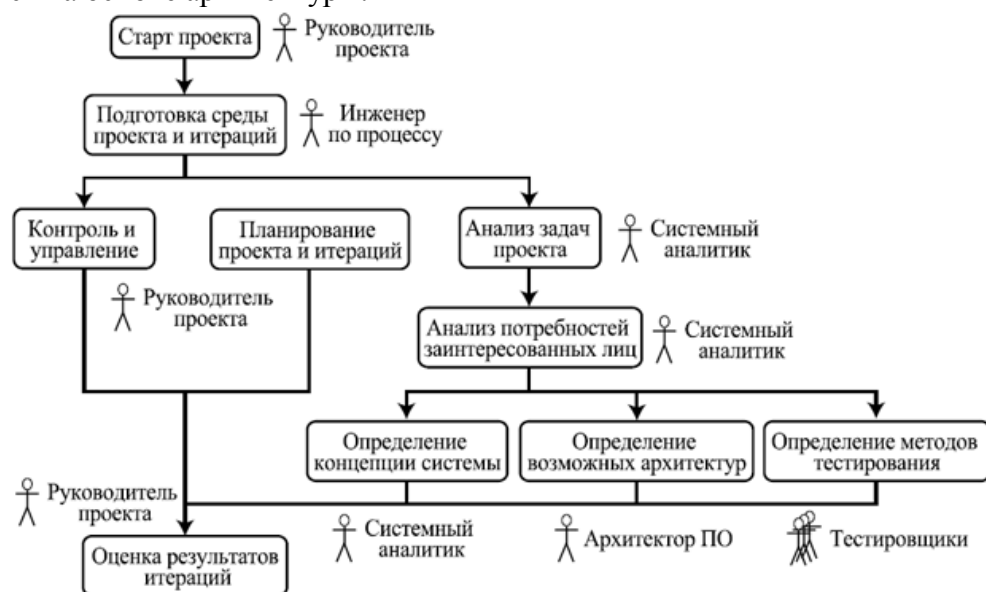 Старт проекта
Руководитель
проекта
Подготовка среды
проекта и итераций
Инженер
по процессу
Контроль и
управление
Планирование
проекта и итераций
Анализ задач
проекта
Системный
аналитик
Руководитель
проекта
Анализ потребностей
заинтересованных лиц
Системный
аналитик
Определение
концепции системы
Определение
возможных архитектур
Определение методов
тестирования
Руководитель
проекта
Системный
аналитик
Архитектор ПО
Тестировщики
Оценка результатов
итераций